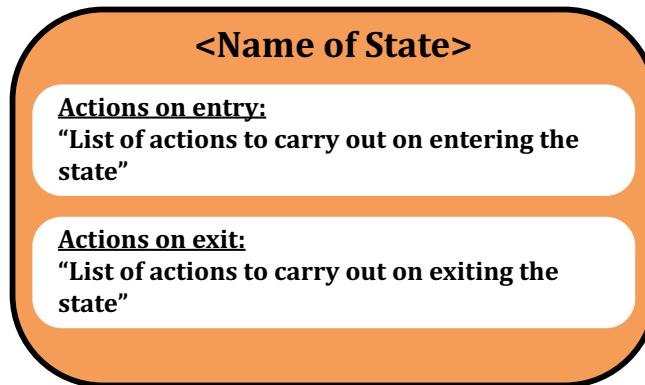 <Name of State>
Actions on entry:
“List of actions to carry out on entering the
state”
Actions on exit:
“List of actions to carry out on exiting the
state”